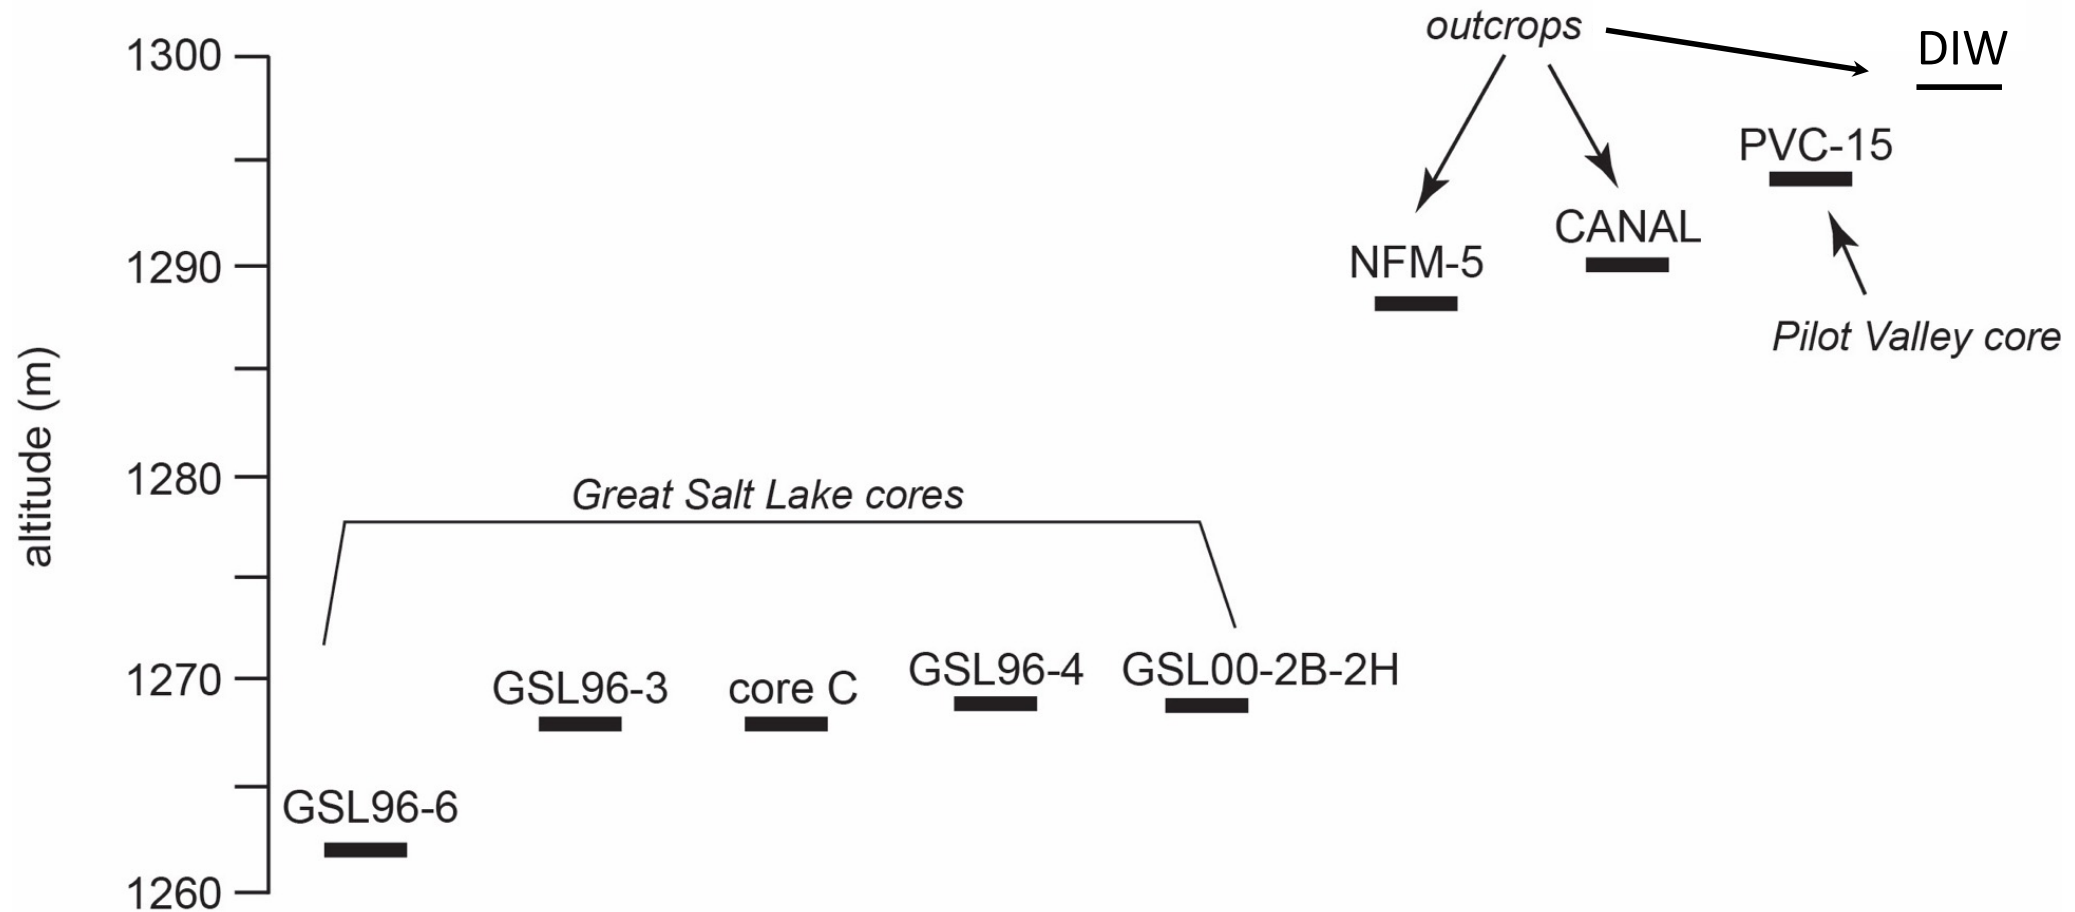 outcrops
DIW
1300
PVC-15
CANAL
NFM-5
1290
Pilot Valley core
altitude (m)
1280
Great Salt Lake cores
GSL96-4
GSL00-2B-2H
1270
GSL96-3
core C
GSL96-6
1260